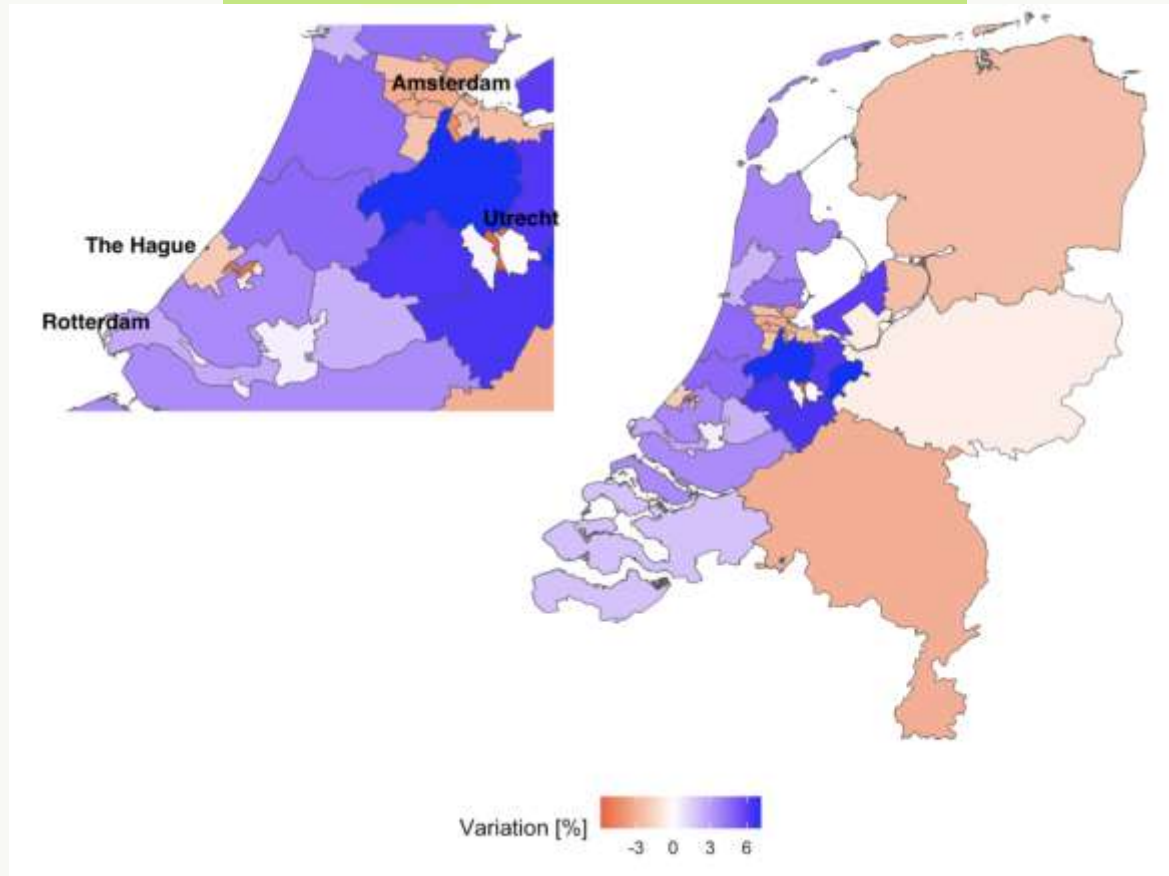 Amsterdam
Utrecht
The Hague
Rotterdam
Variation [%]
-3 0 3 6